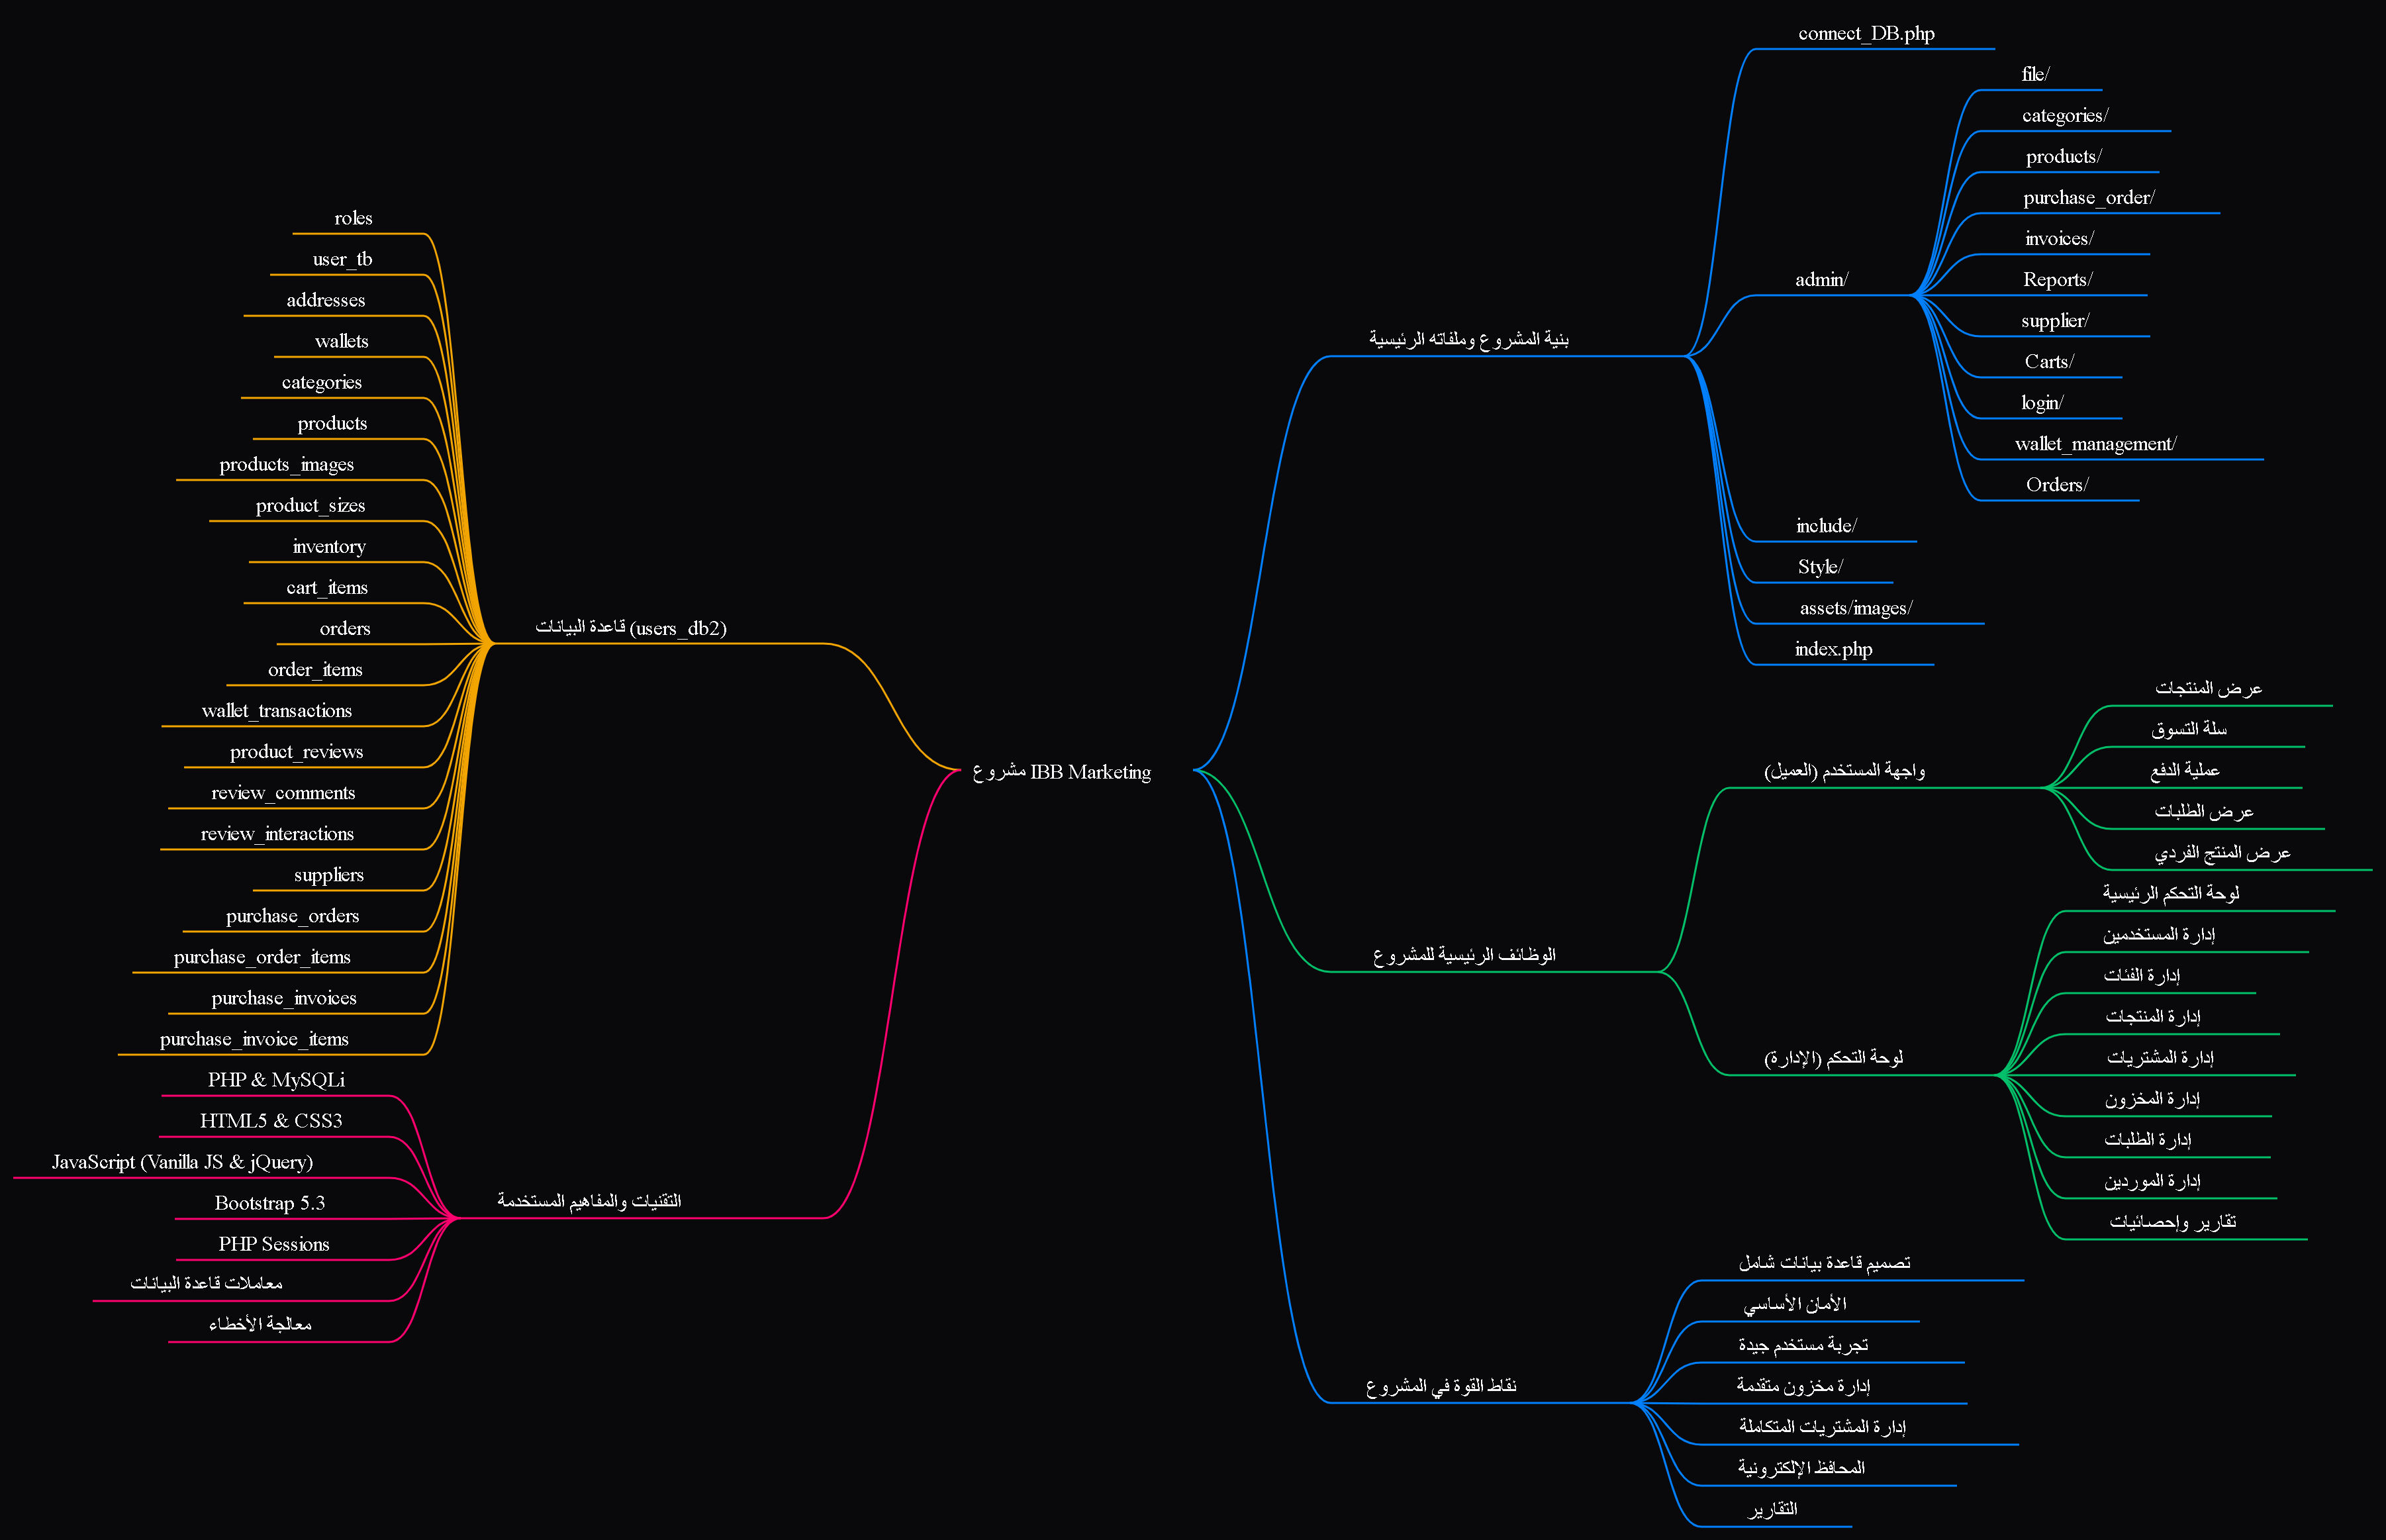 مشروع IBB Marketing
بنية المشروع وملفاته الرئيسية
connect_DB.php
admin/
file/
categories/
products/
purchase_order/
invoices/
Reports/
supplier/
Carts/
login/
wallet_management/
Orders/
include/
Style/
assets/images/
index.php
الوظائف الرئيسية للمشروع
واجهة المستخدم (العميل)
عرض المنتجات
سلة التسوق
عملية الدفع
عرض الطلبات
عرض المنتج الفردي
لوحة التحكم (الإدارة)
لوحة التحكم الرئيسية
إدارة المستخدمين
إدارة الفئات
إدارة المنتجات
إدارة المشتريات
إدارة المخزون
إدارة الطلبات
إدارة الموردين
تقارير وإحصائيات
نقاط القوة في المشروع
تصميم قاعدة بيانات شامل
الأمان الأساسي
تجربة مستخدم جيدة
إدارة مخزون متقدمة
إدارة المشتريات المتكاملة
المحافظ الإلكترونية
التقارير
قاعدة البيانات (users_db2)
roles
user_tb
addresses
wallets
categories
products
products_images
product_sizes
inventory
cart_items
orders
order_items
wallet_transactions
product_reviews
review_comments
review_interactions
suppliers
purchase_orders
purchase_order_items
purchase_invoices
purchase_invoice_items
التقنيات والمفاهيم المستخدمة
PHP & MySQLi
HTML5 & CSS3
JavaScript (Vanilla JS & jQuery)
Bootstrap 5.3
PHP Sessions
معاملات قاعدة البيانات
معالجة الأخطاء